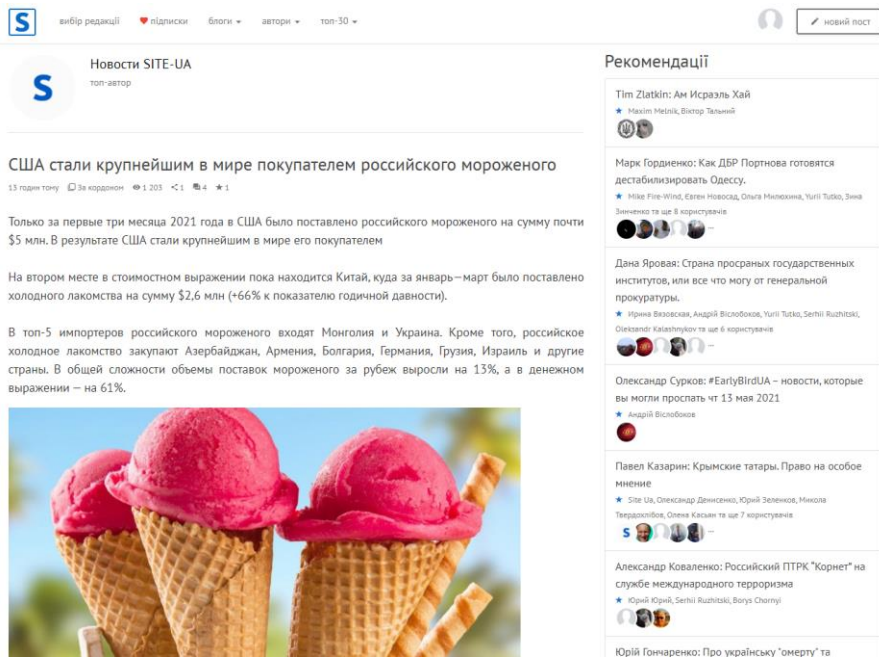 S
вибір редакції
підписки
блоги
автори
топ-30
новий пост
S
Новости SITE-UA
топ-автор
США стали крупнейшим в мире покупателем российского мороженого
13 годин тому За кордоном 1 203 1 4 1
Только за первые три месяца 2021 года в США было поставлено российского мороженого на сумму почти
$5 млн. В результате США стали крупнейшим в мире его покупателем
На втором месте в стоимостном выражении пока находится Китай, куда за январь—март было поставлено
холодного лакомства на сумму $2,6 млн (+66% к показателю годичной давности).
В топ-5 импортеров российского мороженого входят Монголия и Украина. Кроме того, российское
холодное лакомство закупают Азербайджан, Армения, Болгария, Германия, Грузия, Израиль и другие
страны. В общей сложности объемы поставок мороженого за рубеж выросли на 13%, а в денежном
выражении — на 61%.
Рекомендації
Tim Zlatkin: Ам Исраэль Хай
Maxim Melnik, Віктор Тальний
Марк Гордиенко: Как ДБР Портнова готовятся
дестабилизировать Одессу.
Mike Fire-Wind, Євген Новосад, Ольга Милюхина, Yurii Tutko, Зина
Зинченко та ще 8 користувачів
...
Дана Яровая: Страна просраных государственных
институтов, или все что могу от генеральной
прокуратуры.
Ирина Вязовская, Андрій Віслобоков, Yurii Tutko, Serhii Ruzhitski,
Oleksandr Kalashnykov та ще 6 користувачів
...
Олександр Сурков: #EarlyBirdUA – новости, которые
вы могли проспать чт 13 мая 2021
Андрій Віслобоков
Павел Казарин: Крымские татары. Право на особое
мнение
Site Ua, Олександр Денисенко, Юрий Зеленков, Микола
Твердохлібов, Олена Касьян та ще 7 користувачів
S ...
Александр Коваленко: Российский ПТРК "Корнет" на
службе международного терроризма
Юрий Юрий, Serhii Ruzhitski, Borys Chornyi
Юрій Гончаренко: Про українську "омерту" та